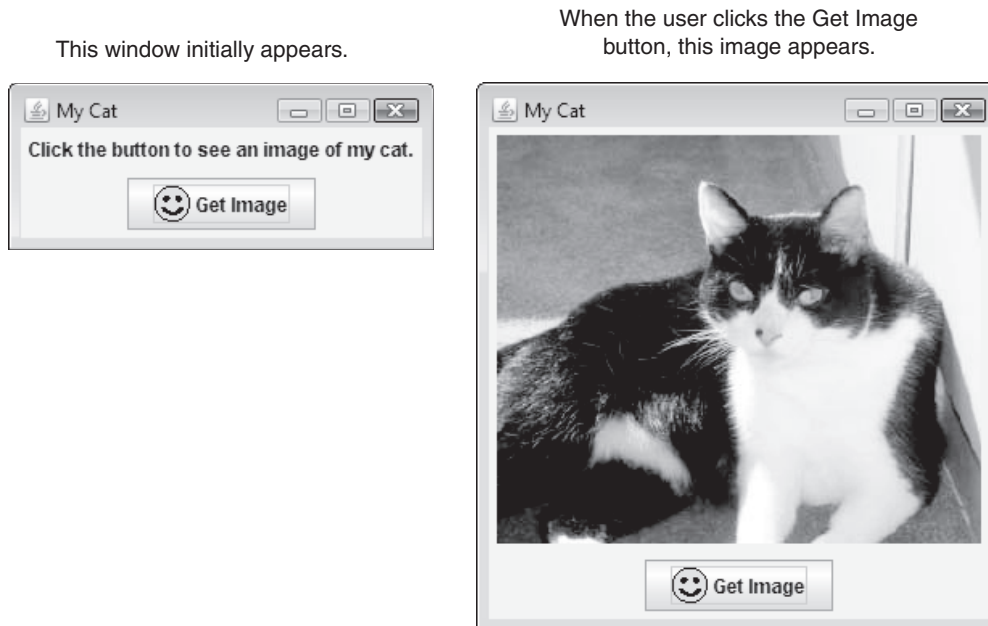 This window initially appears.
My Cat
Click the button to see an image of my cat.
Get Image
When the user clicks the Get Image
button, this image appears.
My Cat
Get Image